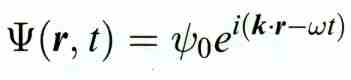 Ψ(r, t) = ψ₀e^{i(k·r−ωt)}